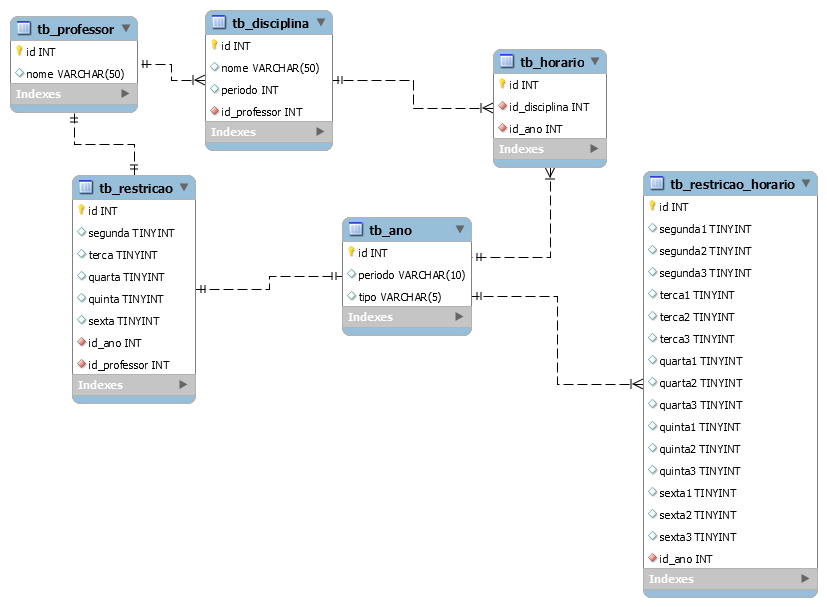 tb_professor
id INT
nome VARCHAR(50)
Indexes
tb_disciplina
id INT
nome VARCHAR(50)
periodo INT
id_professor INT
Indexes
tb_horario
id INT
id_disciplina INT
id_ano INT
Indexes
tb_restricao
id INT
segunda TINYINT
terca TINYINT
quarta TINYINT
quinta TINYINT
sexta TINYINT
id_ano INT
id_professor INT
Indexes
tb_ano
id INT
periodo VARCHAR(10)
tipo VARCHAR(5)
Indexes
tb_restricao_horario
id INT
segunda1 TINYINT
segunda2 TINYINT
segunda3 TINYINT
terca1 TINYINT
terca2 TINYINT
terca3 TINYINT
quarta1 TINYINT
quarta2 TINYINT
quarta3 TINYINT
quinta1 TINYINT
quinta2 TINYINT
quinta3 TINYINT
sexta1 TINYINT
sexta2 TINYINT
sexta3 TINYINT
id_ano INT
Indexes